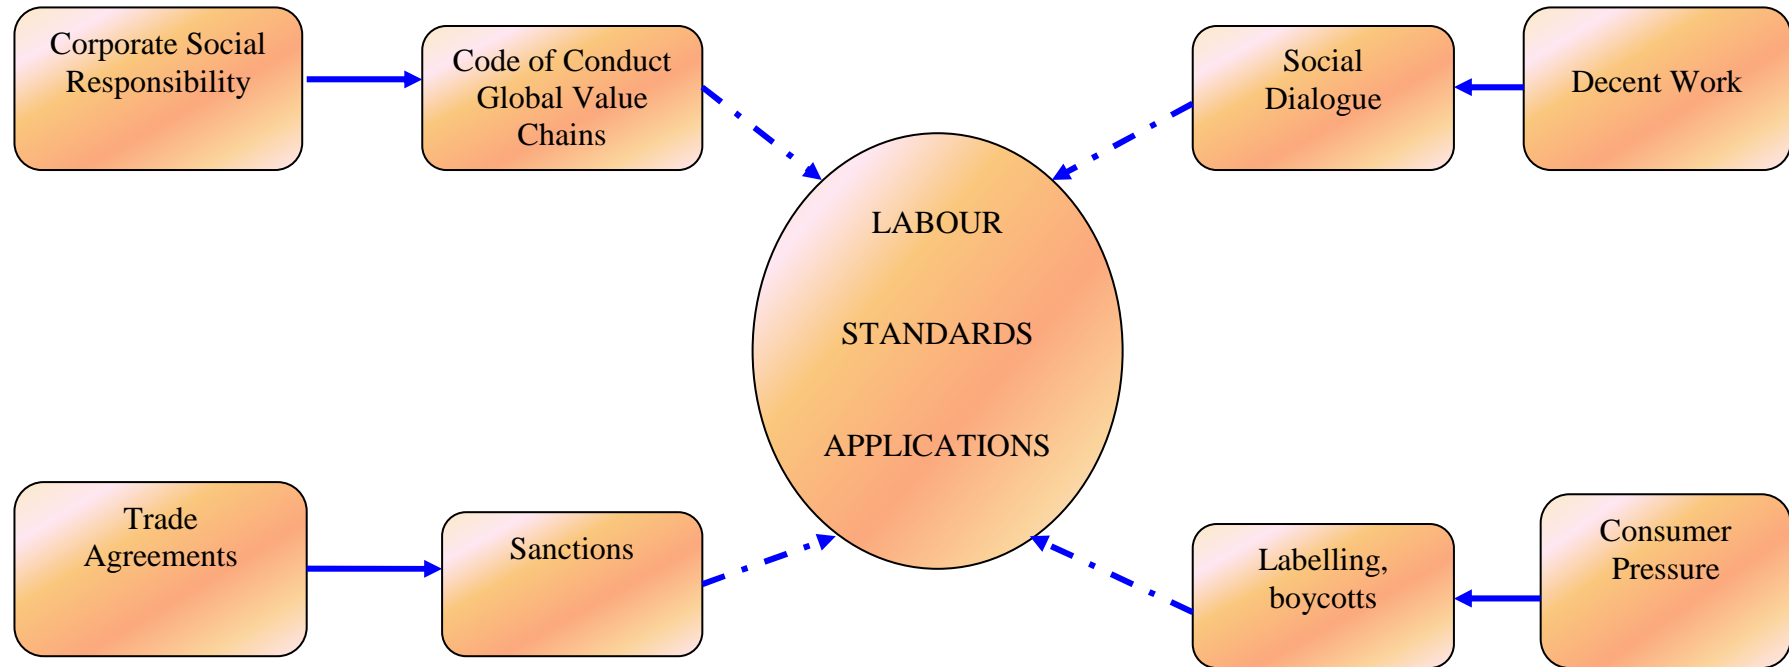 Corporate Social
Responsibility
Code of Conduct
Global Value
Chains
Social
Dialogue
Decent Work
LABOUR
STANDARDS
APPLICATIONS
Trade
Agreements
Sanctions
Labelling,
boycotts
Consumer
Pressure